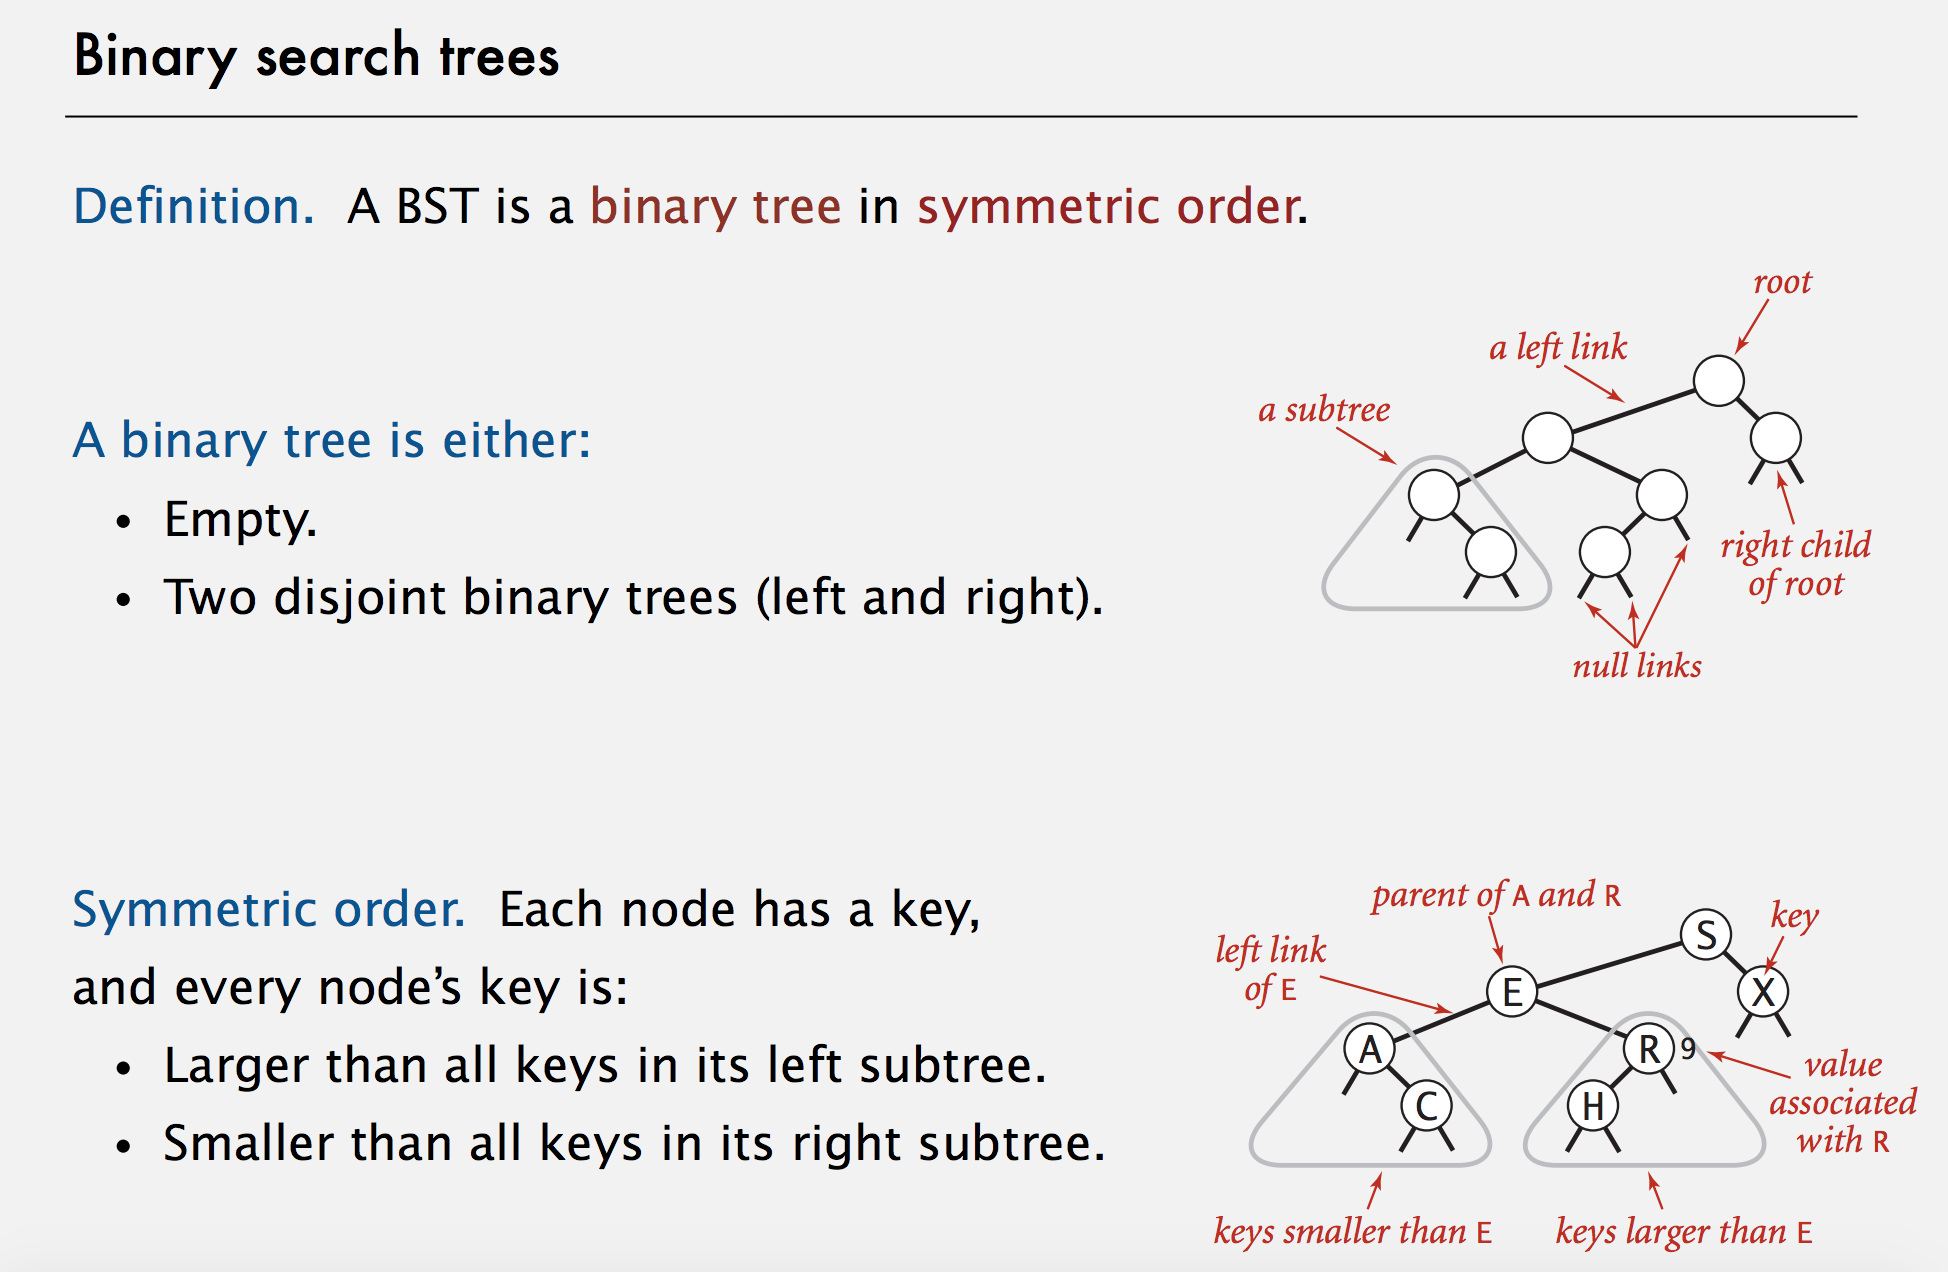 Binary search trees
Definition. A BST is a binary tree in symmetric order.
root
a left link
a subtree
A binary tree is either:
• Empty.
• Two disjoint binary trees (left and right).
right child
of root
null links
Symmetric order. Each node has a key,
and every node’s key is:
• Larger than all keys in its left subtree.
• Smaller than all keys in its right subtree.
parent of A and R
key
left link
of E
S
E
X
A
R 9
C
H
value
associated
with R
keys smaller than E
keys larger than E